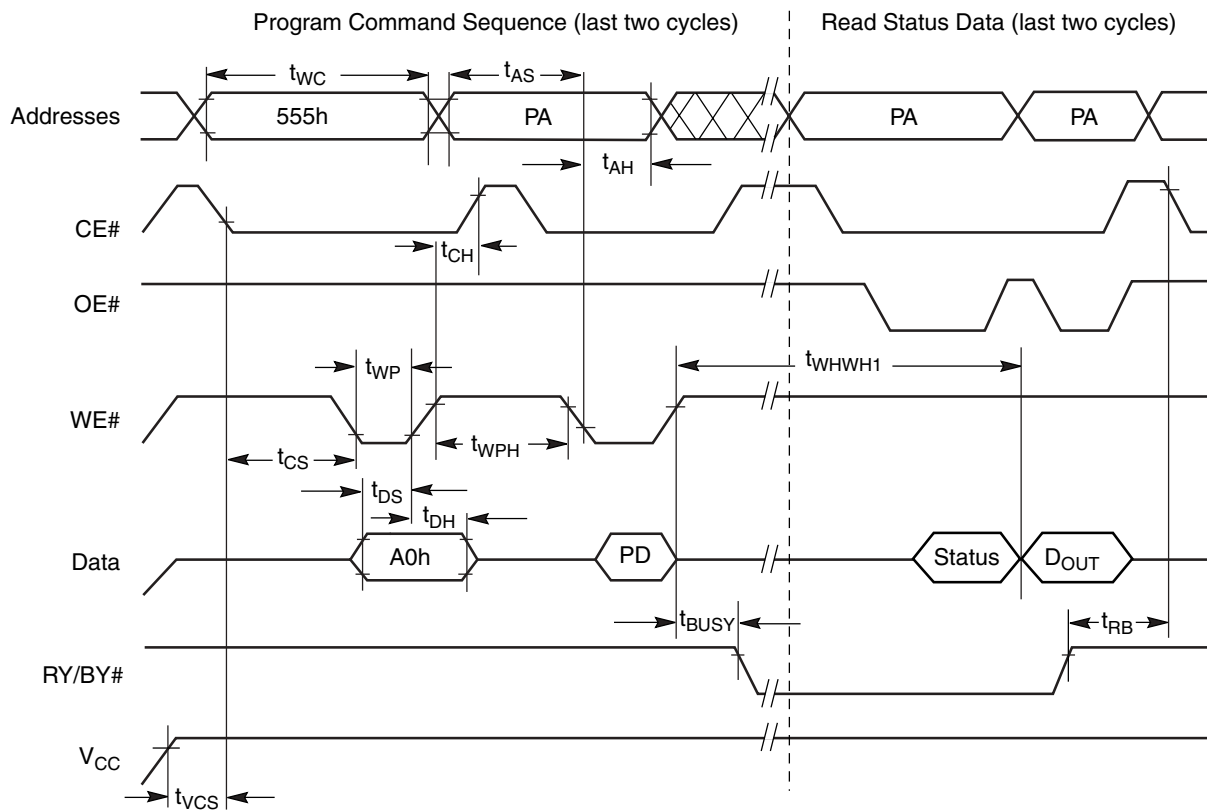 Program Command Sequence (last two cycles)
Read Status Data (last two cycles)
tWC
tAS
Addresses
555h
PA
PA
PA
tAH
CE#
tCH
OE#
tWP
tWHWH1
WE#
tWPH
tCS
tDS
tDH
Data
A0h
PD
Status
DOUT
tBUSY
tRB
RY/BY#
VCC
tVCS